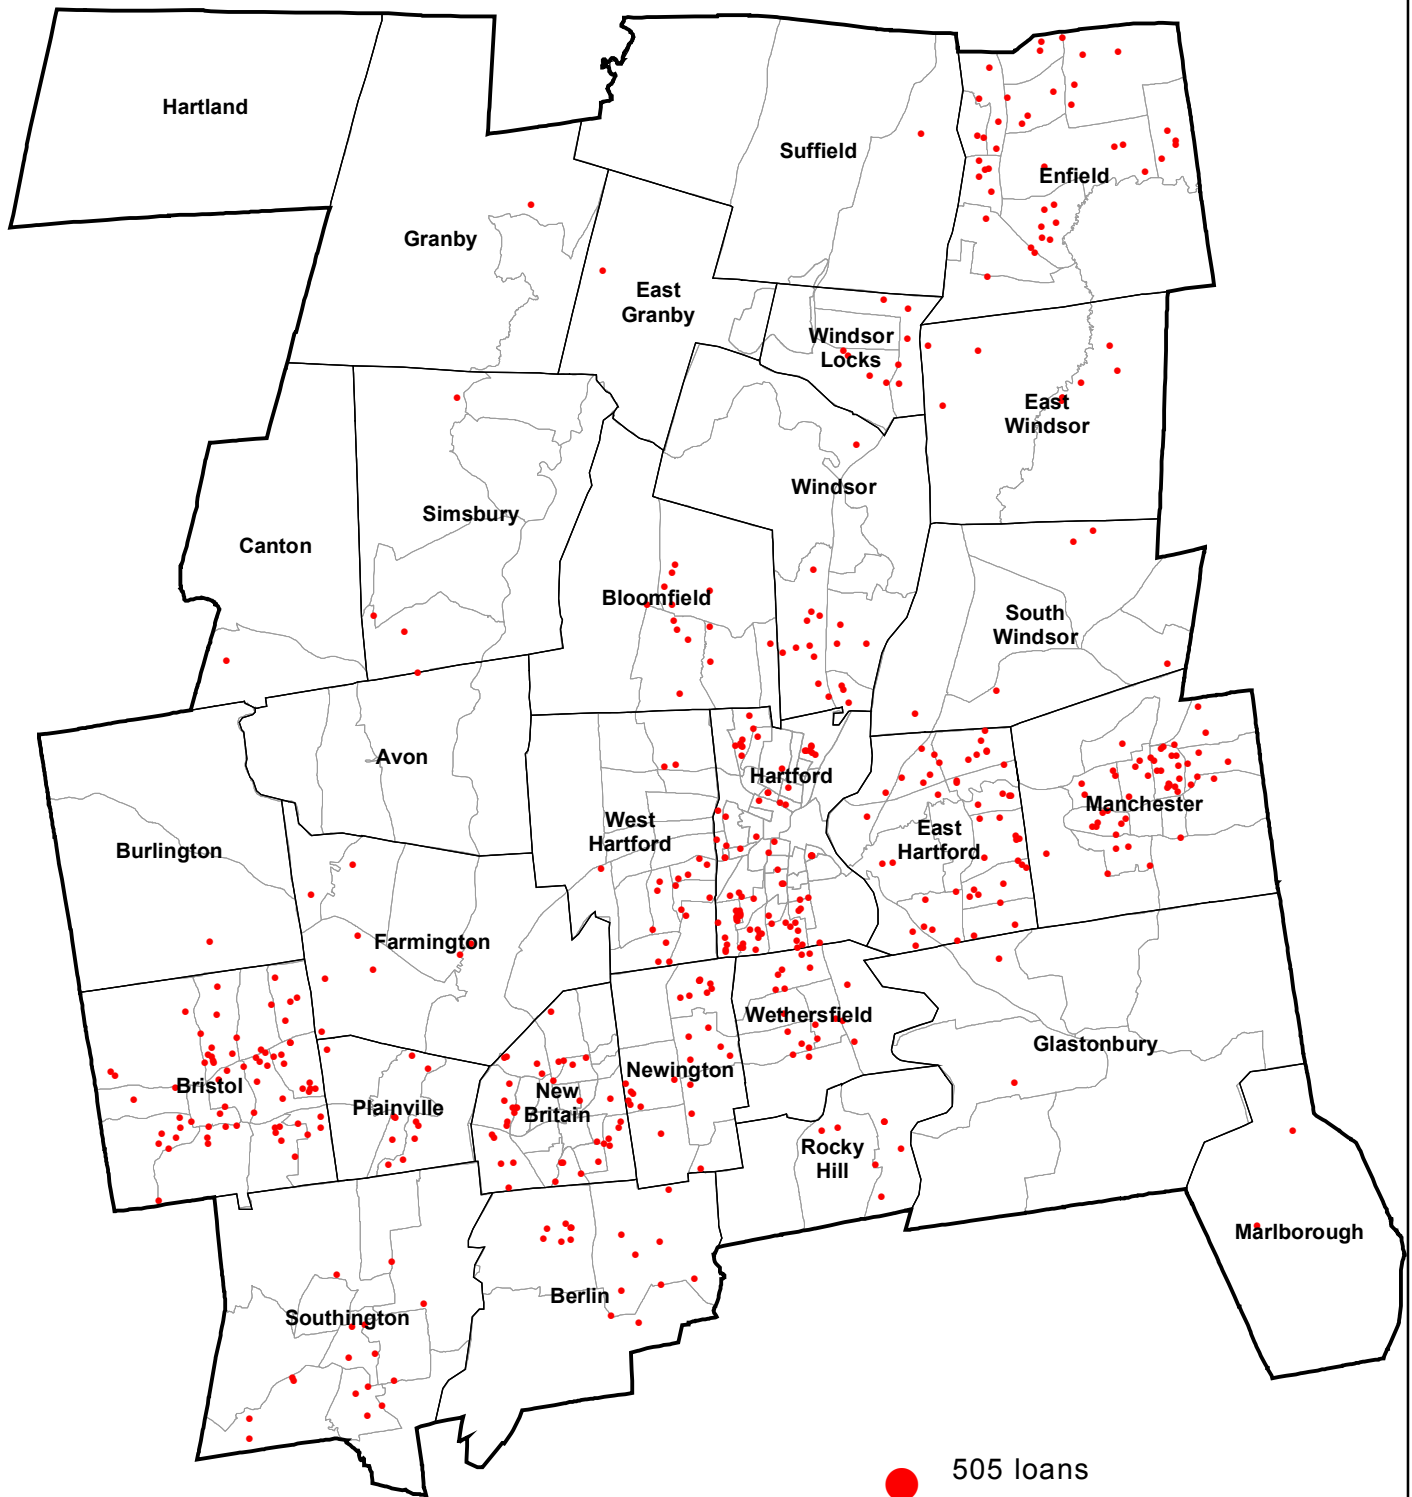 Hartland
Suffield
Enfield
Granby
East
Granby
Windsor
Locks
East
Windsor
Windsor
Simsbury
Canton
Bloomfield
South
Windsor
Avon
Hartford
West
Hartford
East
Hartford
Manchester
Burlington
Farmington
Wethersfield
Glastonbury
Newington
Bristol
Plainville
New
Britain
Rocky
Hill
Marlborough
Berlin
Southington
505 loans